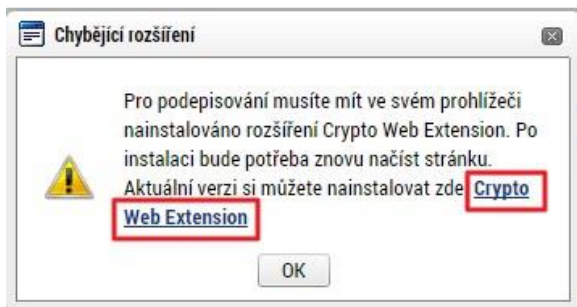 Chybějící rozšíření
Pro podepisování musíte mít ve svém prohlížeči
nainstalováno rozšíření Crypto Web Extension. Po
instalaci bude potřeba znovu načíst stránku.
Aktuální verzi si můžete nainstalovat zde Crypto
Web Extension
OK